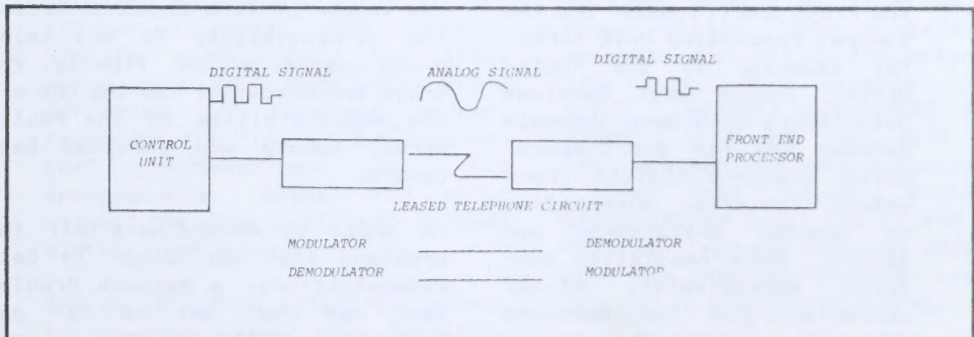 DIGITAL SIGNAL
ANALOG SIGNAL
DIGITAL SIGNAL
CONTROL
UNIT
FRONT END
PROCESSOR
LEASED TELEPHONE CIRCUIT
MODULATOR
DEMODULATOR
DEMODULATOR
MODULATOR